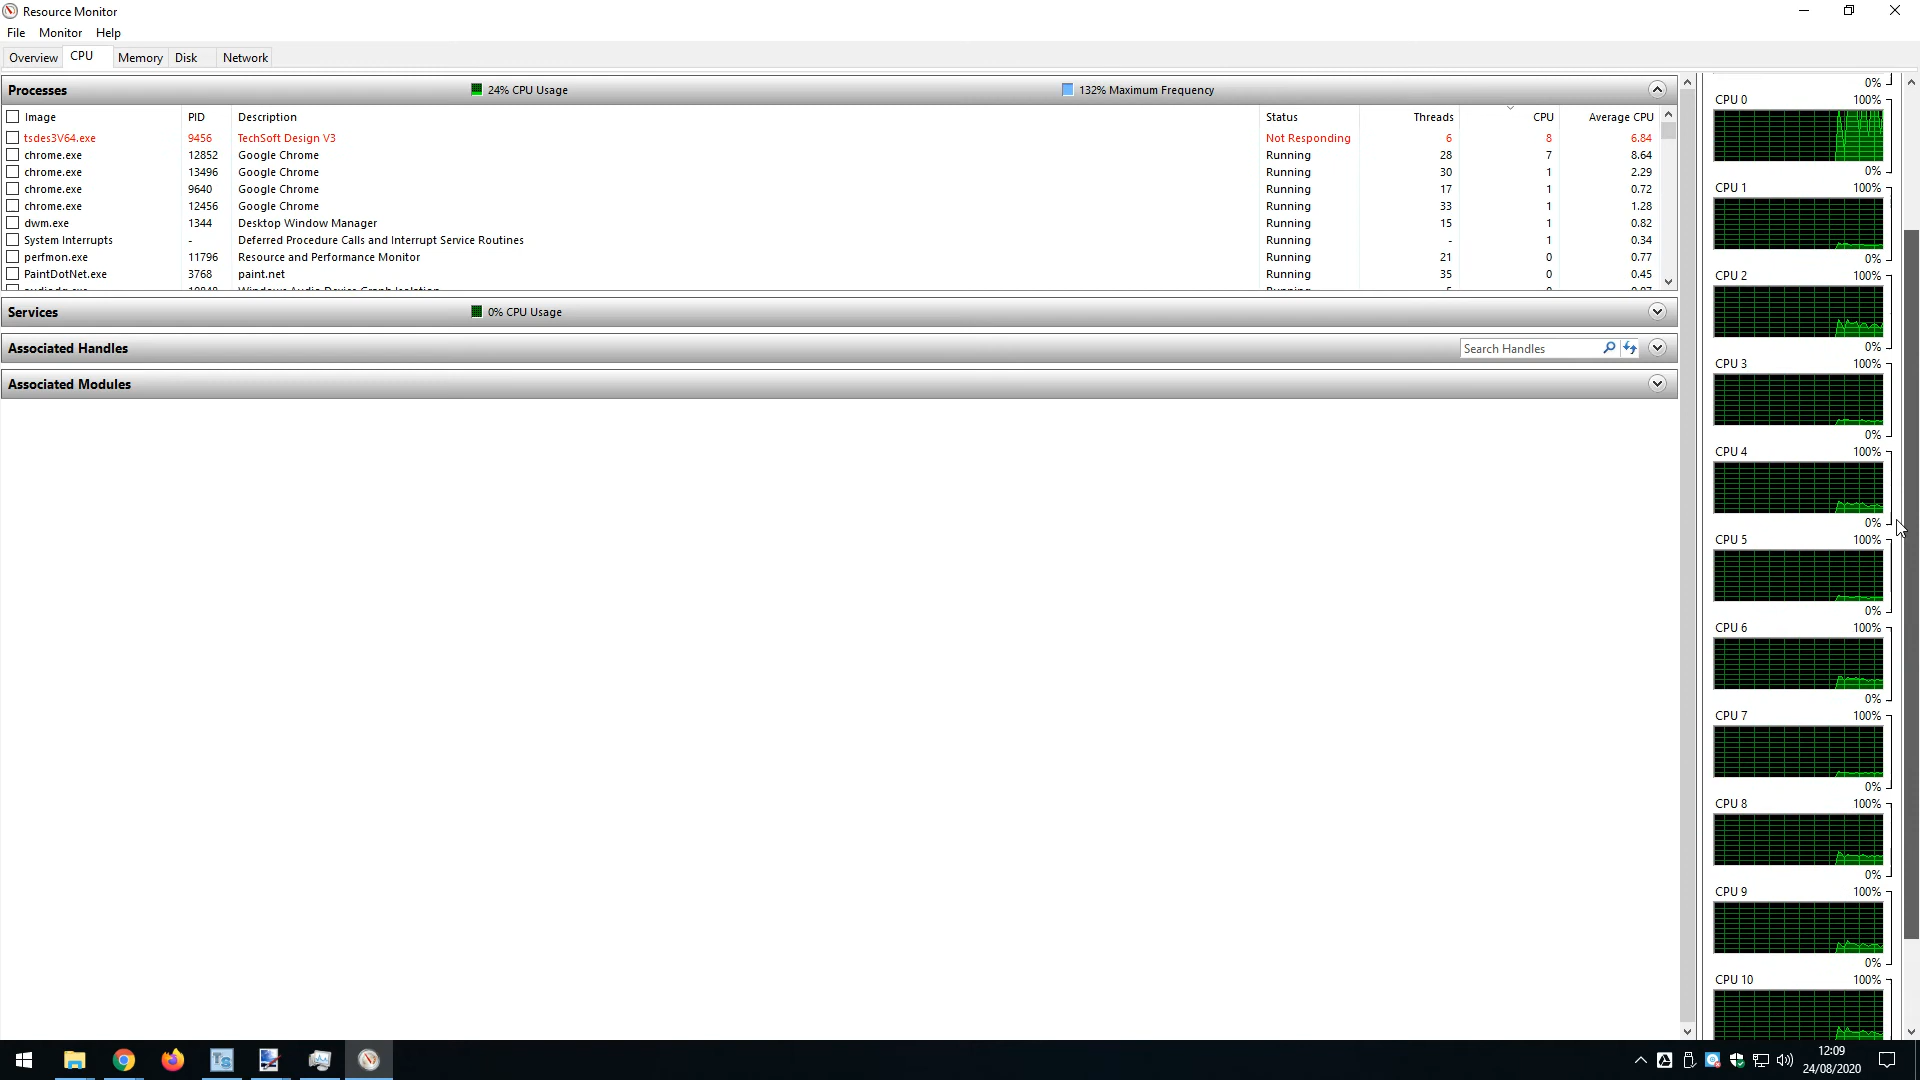 Resource Monitor
File Monitor Help
Overview CPU Memory Disk Network
Processes 24% CPU Usage 132% Maximum Frequency
Image PID Description Status Threads CPU Average CPU
tsdes3V64.exe 9456 TechSoft Design V3 Not Responding 6 8 6.84
chrome.exe 12852 Google Chrome Running 28 7 8.64
chrome.exe 13496 Google Chrome Running 30 1 2.29
chrome.exe 9640 Google Chrome Running 17 1 0.72
chrome.exe 12456 Google Chrome Running 33 1 1.28
dwm.exe 1344 Desktop Window Manager Running 15 1 0.82
System Interrupts - Deferred Procedure Calls and Interrupt Service Routines Running - 1 0.34
perfmon.exe 11796 Resource and Performance Monitor Running 21 0 0.77
PaintDotNet.exe 3768 paint.net Running 35 0 0.45
Services 0% CPU Usage
Associated Handles Search Handles
Associated Modules
0%
CPU 0 100%
0%
CPU 1 100%
0%
CPU 2 100%
0%
CPU 3 100%
0%
CPU 4 100%
0%
CPU 5 100%
0%
CPU 6 100%
0%
CPU 7 100%
0%
CPU 8 100%
0%
CPU 9 100%
0%
CPU 10 100%
Ts
12:09
24/08/2020